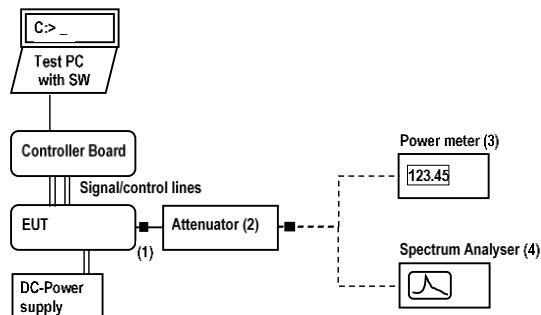 C:> _
Test PC
with SW
Controller Board
Power meter (3)
123.45
Signal/control lines
EUT
(1)
Attenuator (2)
Spectrum Analyser (4)
DC-Power
supply